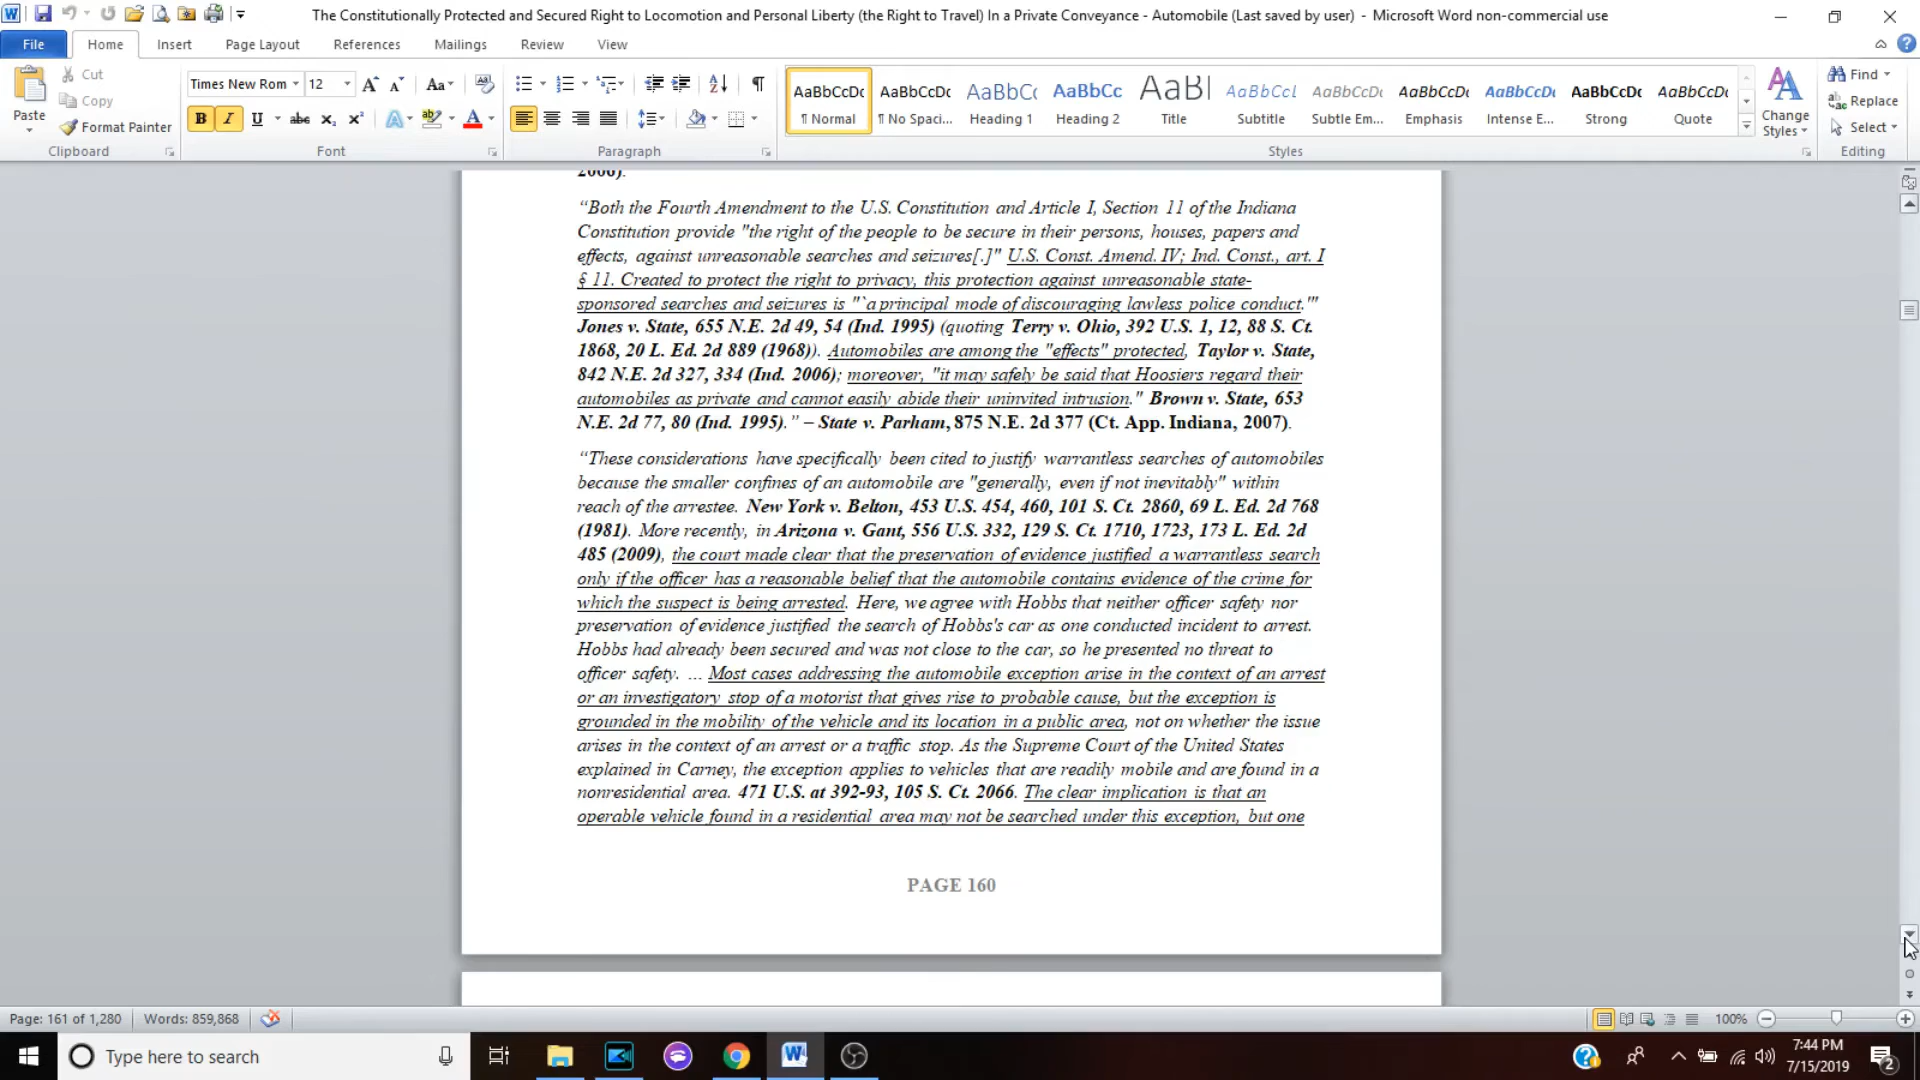 The Constitutionally Protected and Secured Right to Locomotion and Personal Liberty (the Right to Travel) In a Private Conveyance - Automobile (Last saved by user) - Microsoft Word non-commercial use
File Home Insert Page Layout References Mailings Review View
Paste
Cut
Copy
Format Painter
Clipboard
Times New Rom 12
Font
Paragraph
AaBbCcDc AaBbCcDc AaBbCc AaBbCc AaBl AaBbCcL AaBbCcDc AaBbCcDc AaBbCcDc AaBbCcDc AaBbCcDc
¶ Normal ¶ No Spaci... Heading 1 Heading 2 Title Subtitle Subtle Em... Emphasis Intense E... Strong Quote
Styles
Change
Styles
Find
Replace
Select
Editing
2006).
“Both the Fourth Amendment to the U.S. Constitution and Article I, Section 11 of the Indiana
Constitution provide "the right of the people to be secure in their persons, houses, papers and
effects, against unreasonable searches and seizures[.]" U.S. Const. Amend. IV; Ind. Const., art. I
§ 11. Created to protect the right to privacy, this protection against unreasonable state-
sponsored searches and seizures is "`a principal mode of discouraging lawless police conduct.'"
Jones v. State, 655 N.E. 2d 49, 54 (Ind. 1995) (quoting Terry v. Ohio, 392 U.S. 1, 12, 88 S. Ct.
1868, 20 L. Ed. 2d 889 (1968)). Automobiles are among the "effects" protected, Taylor v. State,
842 N.E. 2d 327, 334 (Ind. 2006); moreover, "it may safely be said that Hoosiers regard their
automobiles as private and cannot easily abide their uninvited intrusion." Brown v. State, 653
N.E. 2d 77, 80 (Ind. 1995).” – State v. Parham, 875 N.E. 2d 377 (Ct. App. Indiana, 2007).
“These considerations have specifically been cited to justify warrantless searches of automobiles
because the smaller confines of an automobile are "generally, even if not inevitably" within
reach of the arrestee. New York v. Belton, 453 U.S. 454, 460, 101 S. Ct. 2860, 69 L. Ed. 2d 768
(1981). More recently, in Arizona v. Gant, 556 U.S. 332, 129 S. Ct. 1710, 1723, 173 L. Ed. 2d
485 (2009), the court made clear that the preservation of evidence justified a warrantless search
only if the officer has a reasonable belief that the automobile contains evidence of the crime for
which the suspect is being arrested. Here, we agree with Hobbs that neither officer safety nor
preservation of evidence justified the search of Hobbs's car as one conducted incident to arrest.
Hobbs had already been secured and was not close to the car, so he presented no threat to
officer safety. … Most cases addressing the automobile exception arise in the context of an arrest
or an investigatory stop of a motorist that gives rise to probable cause, but the exception is
grounded in the mobility of the vehicle and its location in a public area, not on whether the issue
arises in the context of an arrest or a traffic stop. As the Supreme Court of the United States
explained in Carney, the exception applies to vehicles that are readily mobile and are found in a
nonresidential area. 471 U.S. at 392-93, 105 S. Ct. 2066. The clear implication is that an
operable vehicle found in a residential area may not be searched under this exception, but one
PAGE 160
Page: 161 of 1,280 Words: 859,868 100%
Type here to search
7:44 PM
7/15/2019
2